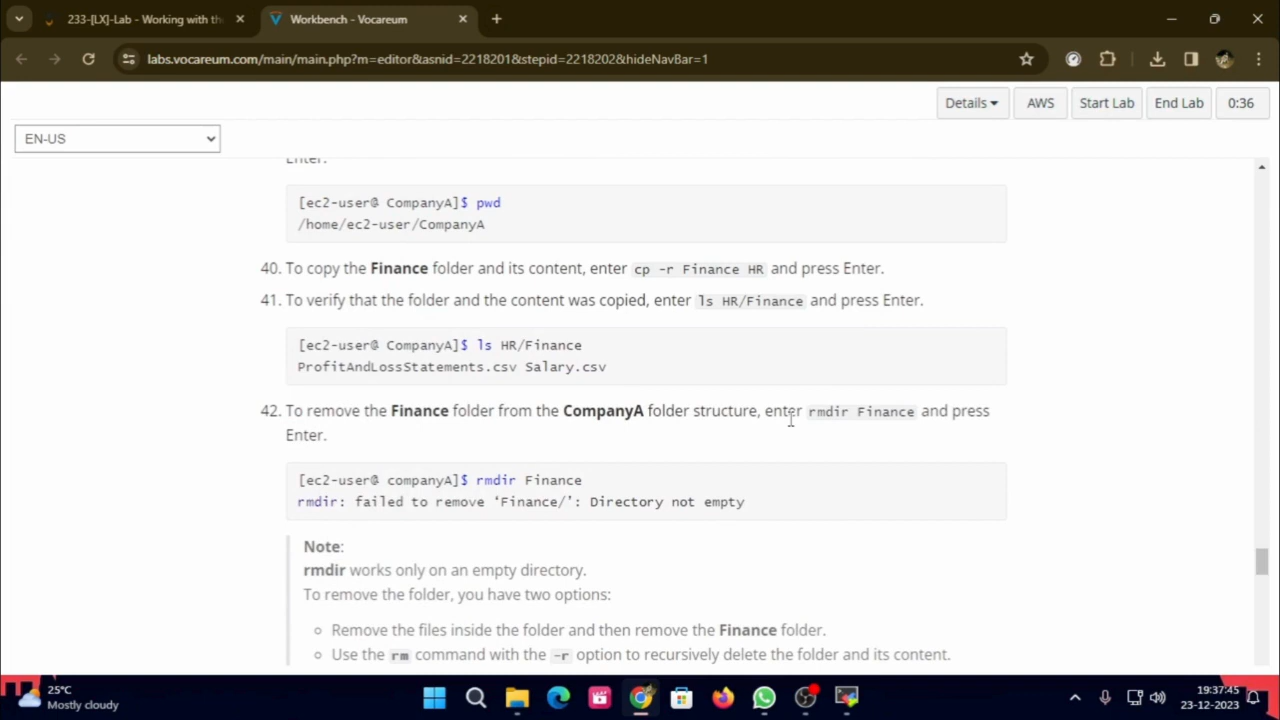 233-[LX]-Lab - Working with the
Workbench - Vocareum
labs.vocareum.com/main/main.php?m=editor&asnid=2218201&stepid=2218202&hideNavBar=1
Details
AWS
Start Lab
End Lab
0:36
EN-US
Enter.
[ec2-user@ CompanyA]$ pwd
/home/ec2-user/CompanyA
40. To copy the Finance folder and its content, enter cp -r Finance HR and press Enter.
41. To verify that the folder and the content was copied, enter ls HR/Finance and press Enter.
[ec2-user@ CompanyA]$ ls HR/Finance
ProfitAndLossStatements.csv Salary.csv
42. To remove the Finance folder from the CompanyA folder structure, enter rmdir Finance and press
Enter.
[ec2-user@ companyA]$ rmdir Finance
rmdir: failed to remove ‘Finance/’: Directory not empty
Note:
rmdir works only on an empty directory.
To remove the folder, you have two options:
Remove the files inside the folder and then remove the Finance folder.
Use the rm command with the -r option to recursively delete the folder and its content.
25°C
Mostly cloudy
19:37:45
23-12-2023